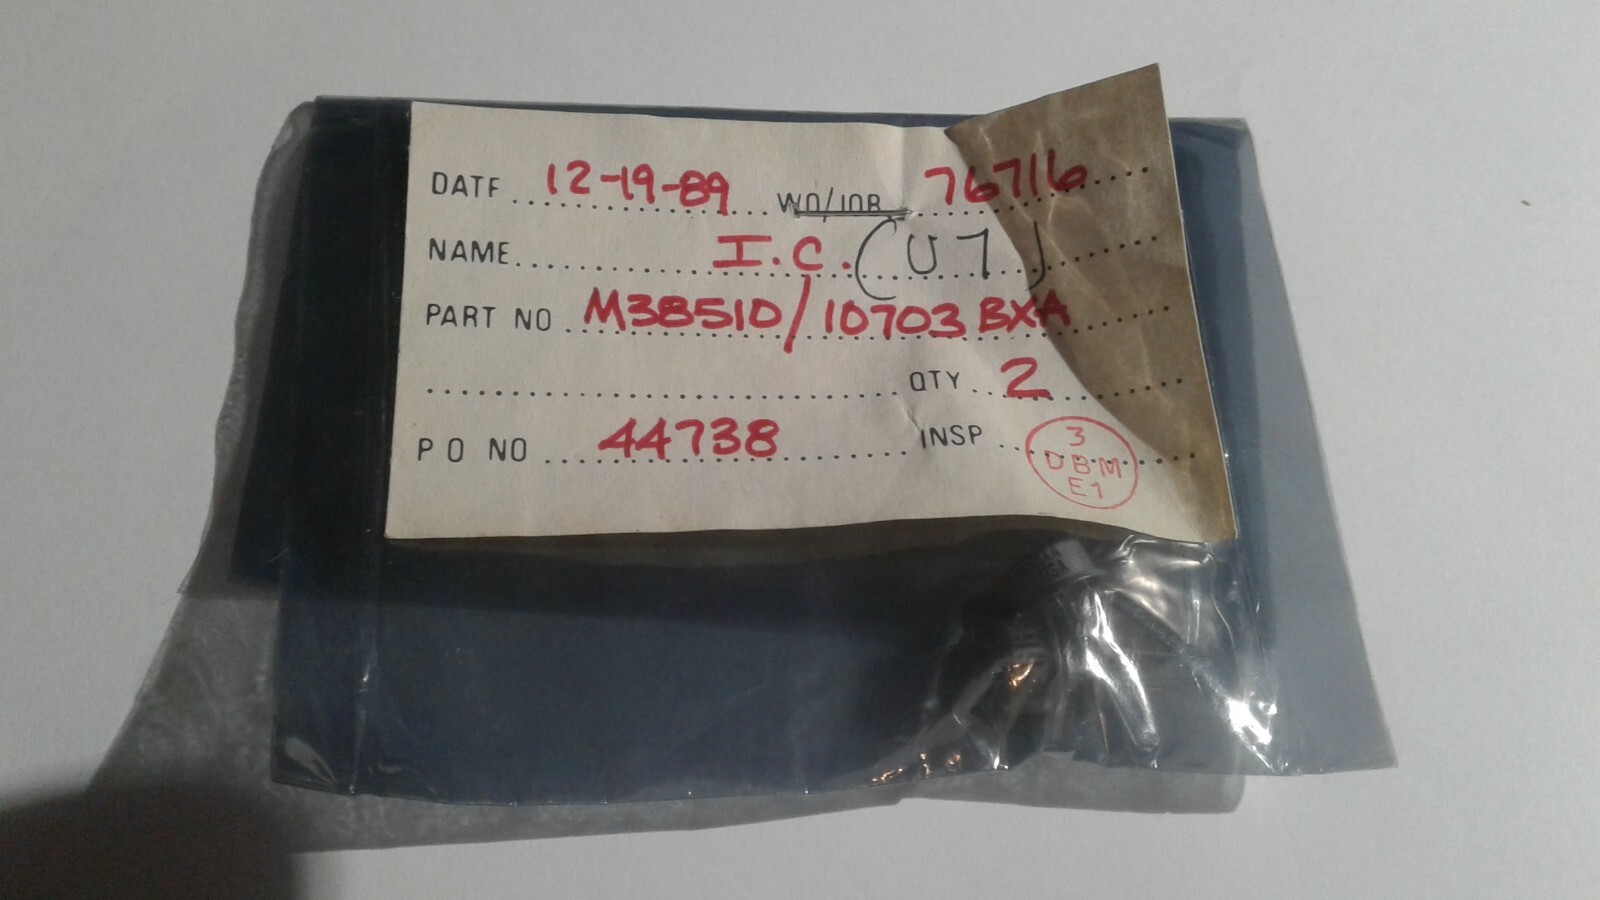 DATE 12-19-89 WO/JOB 76716
NAME I.C. (U7)
PART NO M38510/10703BXA
QTY 2
P O NO 44738 INSP
3
DBM
E1